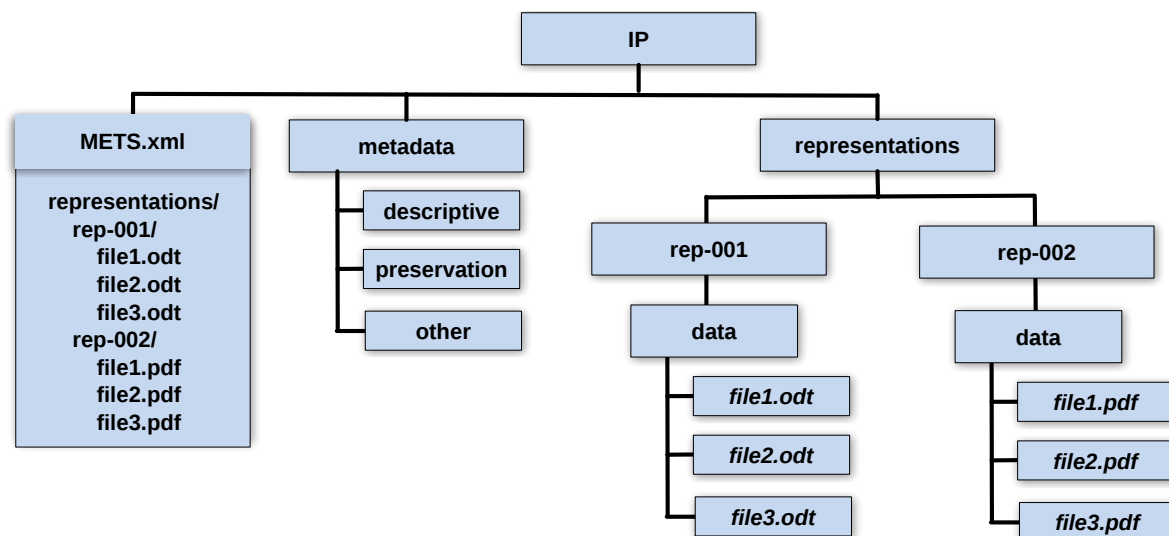 IP
METS.xml
representations/
rep-001/
file1.odt
file2.odt
file3.odt
rep-002/
file1.pdf
file2.pdf
file3.pdf
metadata
descriptive
preservation
other
representations
rep-001
data
file1.odt
file2.odt
file3.odt
rep-002
data
file1.pdf
file2.pdf
file3.pdf